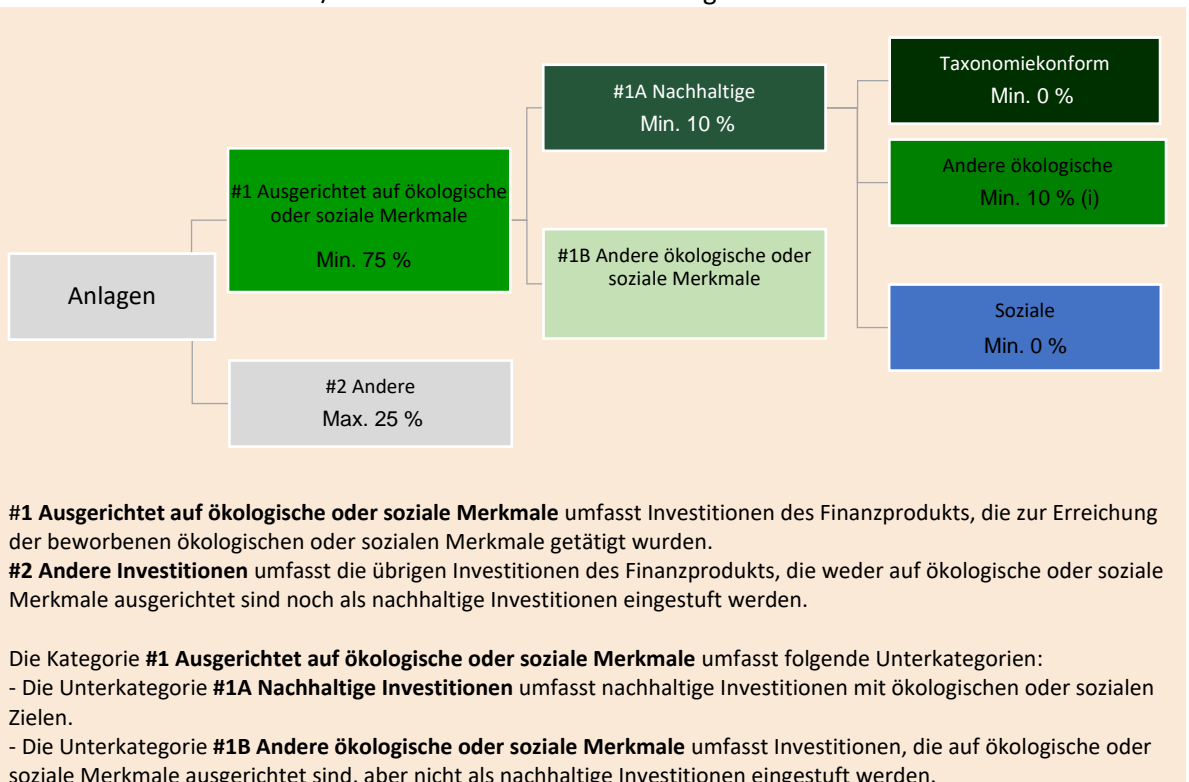 #1A Nachhaltige
Min. 10 %
Taxonomiekonform
Min. 0 %
#1 Ausgerichtet auf ökologische
oder soziale Merkmale
Min. 75 %
Andere ökologische
Min. 10 % (i)
#1B Andere ökologische oder
soziale Merkmale
Anlagen
Soziale
Min. 0 %
#2 Andere
Max. 25 %
#1 Ausgerichtet auf ökologische oder soziale Merkmale umfasst Investitionen des Finanzprodukts, die zur Erreichung
der beworbenen ökologischen oder sozialen Merkmale getätigt wurden.
#2 Andere Investitionen umfasst die übrigen Investitionen des Finanzprodukts, die weder auf ökologische oder soziale
Merkmale ausgerichtet sind noch als nachhaltige Investitionen eingestuft werden.
Die Kategorie #1 Ausgerichtet auf ökologische oder soziale Merkmale umfasst folgende Unterkategorien:
- Die Unterkategorie #1A Nachhaltige Investitionen umfasst nachhaltige Investitionen mit ökologischen oder sozialen
Zielen.
- Die Unterkategorie #1B Andere ökologische oder soziale Merkmale umfasst Investitionen, die auf ökologische oder
soziale Merkmale ausgerichtet sind, aber nicht als nachhaltige Investitionen eingestuft werden.